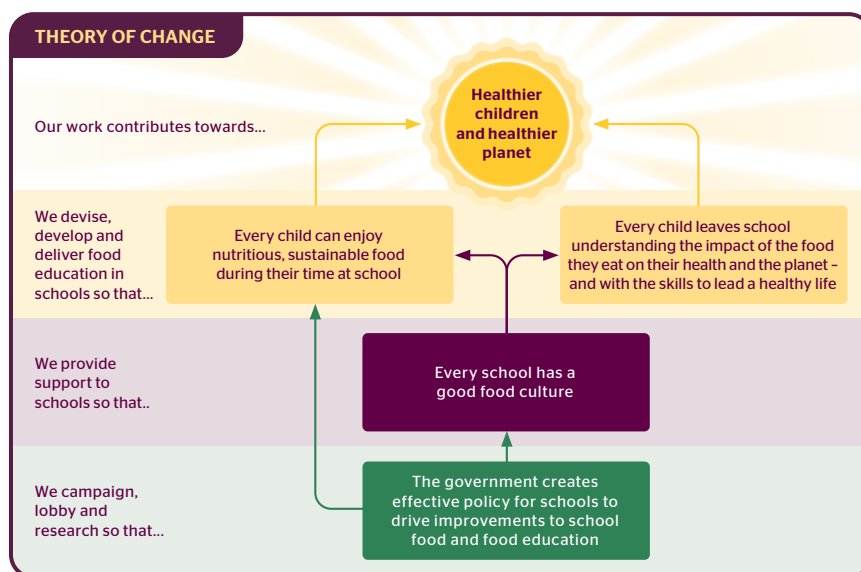 THEORY OF CHANGE
Our work contributes towards...
Healthier
children
and healthier
planet
We devise,
develop and
deliver food
education in
schools so that...
Every child can enjoy
nutritious, sustainable food
during their time at school
Every child leaves school
understanding the impact of the food
they eat on their health and the planet –
and with the skills to lead a healthy life
We provide
support to
schools so that..
Every school has a
good food culture
We campaign,
lobby and
research so that...
The government creates
effective policy for schools to
drive improvements to school
food and food education